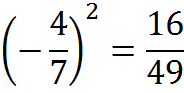 (-4/7)² = 16/49